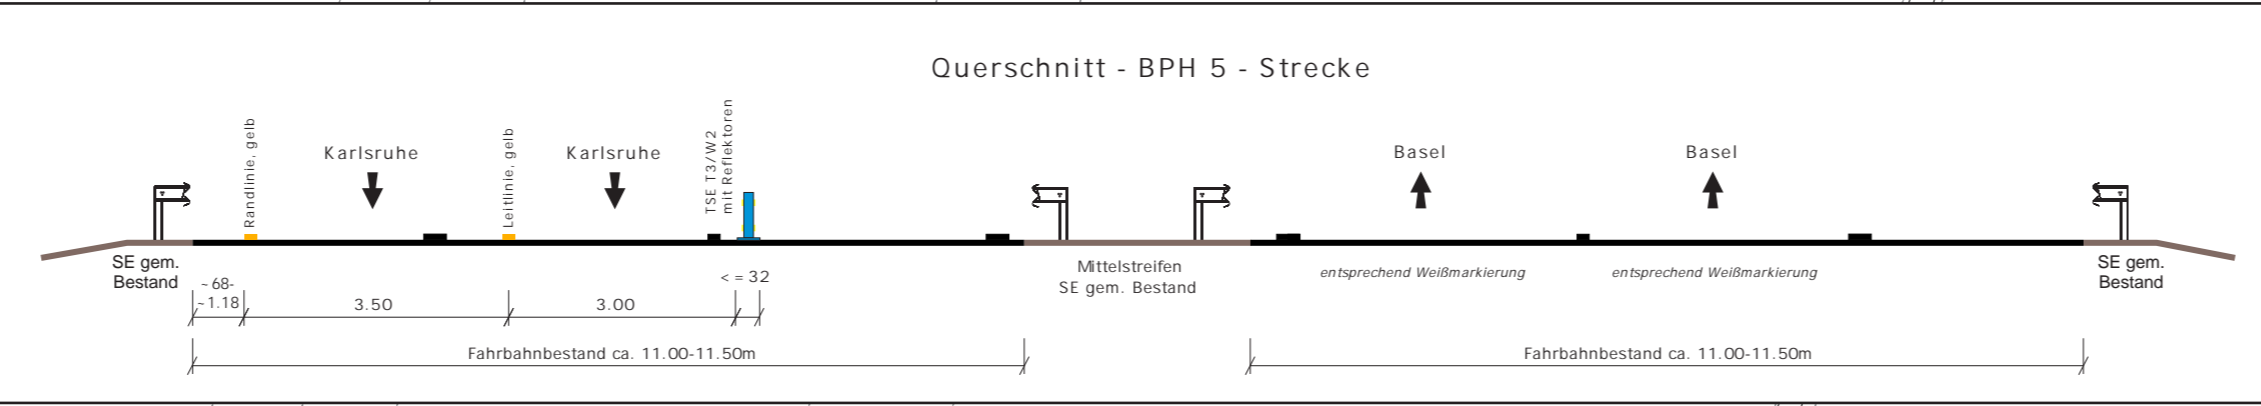 Querschnitt - BPH 5 - Strecke
Randlinie, gelb
Karlsruhe
Leitlinie, gelb
Karlsruhe
TSE T3/W2
mit Reflektoren
Basel
Basel
SE gem.
Bestand
~68-
~1.18
3.50
3.00
< = 32
Mittelstreifen
SE gem. Bestand
entsprechend Weißmarkierung
entsprechend Weißmarkierung
SE gem.
Bestand
Fahrbahnbestand ca. 11.00-11.50m
Fahrbahnbestand ca. 11.00-11.50m